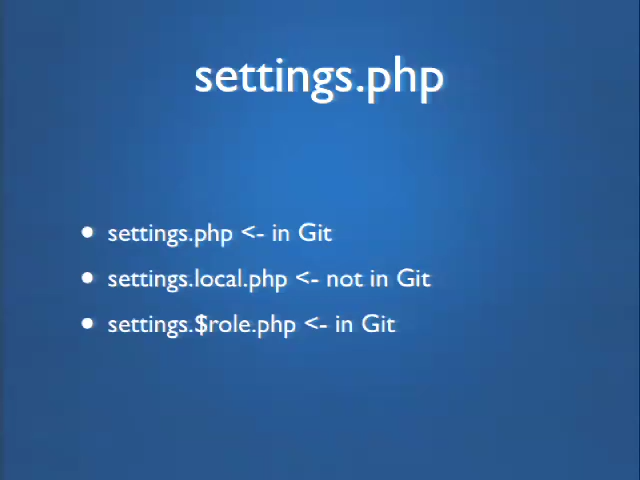 settings.php
• settings.php <- in Git
• settings.local.php <- not in Git
• settings.$role.php <- in Git